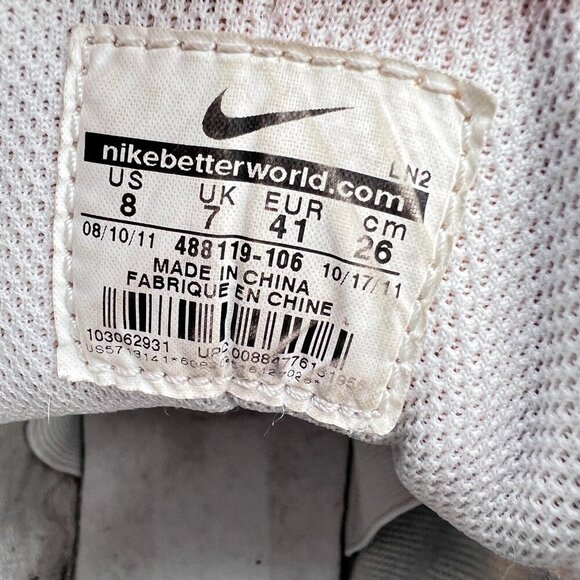 LN2
nikebetterworld.com
US UK EUR cm
8 7 41 26
08/10/11 488119-106 10/17/11
MADE IN CHINA
FABRIQUE EN CHINE
103062931